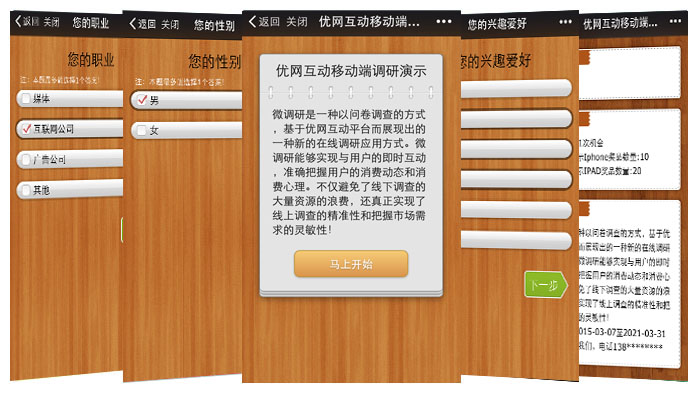 返回 关闭 您的职业
您的职业
注：本题最多能选择1个答案！
媒体
互联网公司
广告公司
其他
返回 关闭 您的性别
您的性别
注：本题最多能选择1个答案！
男
女
返回 关闭 优网互动移动端...
优网互动移动端调研演示
微调研是一种以问卷调查的方式
，基于优网互动平台而展现出的
一种新的在线调研应用方式。微
调研能够实现与用户的即时互动
，准确把握用户的消费动态和消
费心理。不仅避免了线下调查的
大量资源的浪费，还真正实现了
线上调查的精准性和把握市场需
求的灵敏性！
马上开始
您的兴趣爱好
您的兴趣爱好
下一步
优网互动移动端...
次机会
Iphone奖品数量:10
IPAD奖品数量:20
种以问卷调查的方式，基于优
而展现出的一种新的在线调研
微调研能够实现与用户的即时
把握用户的消费动态和消费心
免了线下调查的大量资源的浪
实现了线上调查的精准性和把
的灵敏性！
015-03-07至2021-03-31
我们，电话138********